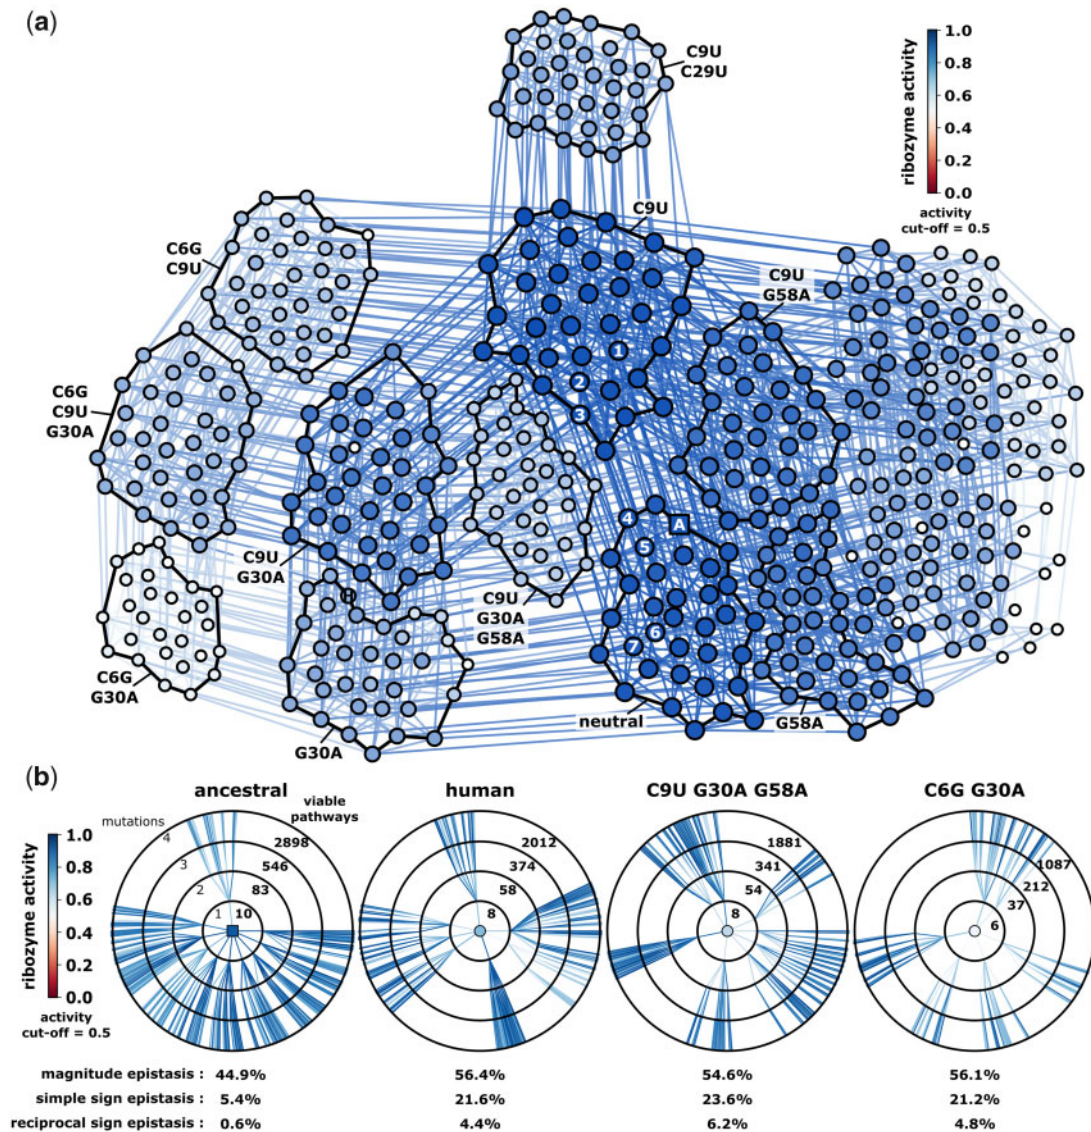 (a)
C9U
C29U
1.0
0.8
0.6
0.4
0.2
0.0
ribozyme activity
activity
cut-off = 0.5
C9U
C6G
C9U
C9U
G58A
1
2
3
C6G
C9U
G30A
4
A
5
C9U
G30A
H
C9U
G30A
G58A
6
7
C6G
G30A
G30A
neutral
G58A
(b)
ancestral
human
C9U G30A G58A
C6G G30A
1.0
0.8
0.6
0.4
0.2
0.0
ribozyme activity
activity
cut-off = 0.5
mutations
viable
pathways
4
3
2
1
2898
546
83
10
2012
374
58
8
1881
341
54
8
1087
212
37
6
magnitude epistasis : 44.9% 56.4% 54.6% 56.1%
simple sign epistasis : 5.4% 21.6% 23.6% 21.2%
reciprocal sign epistasis : 0.6% 4.4% 6.2% 4.8%